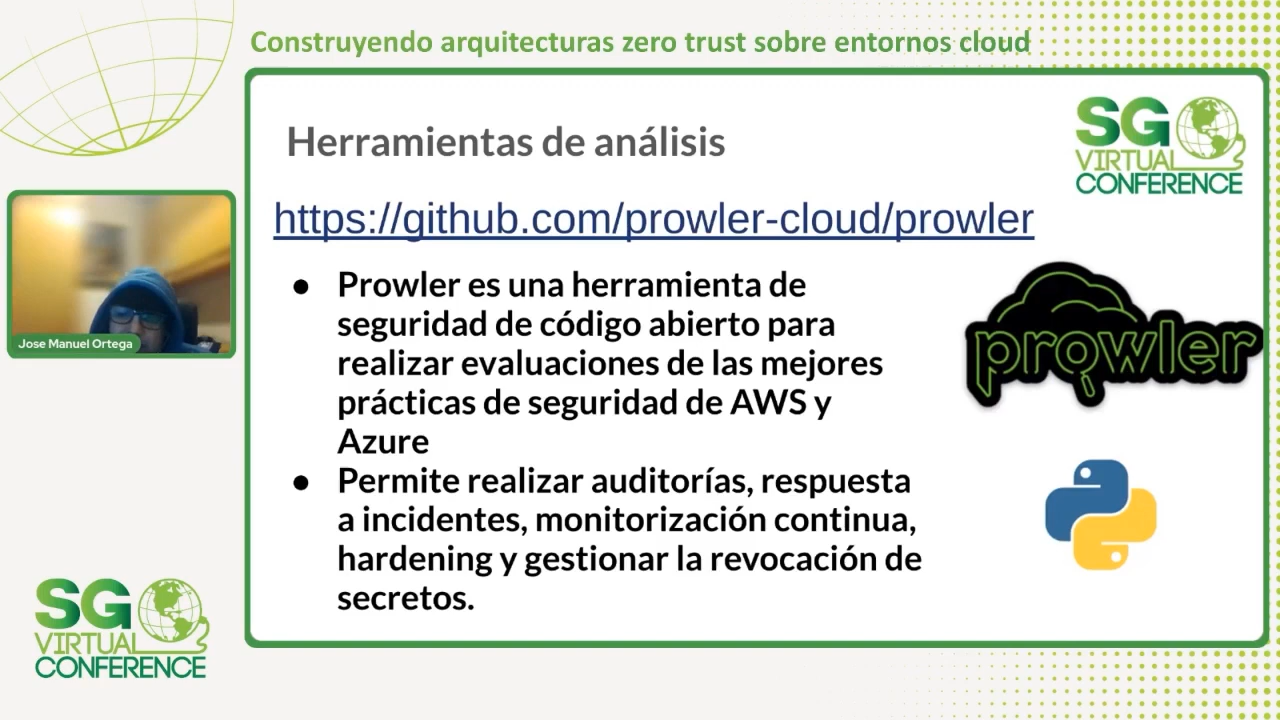 Construyendo arquitecturas zero trust sobre entornos cloud
Herramientas de análisis
SG
VIRTUAL
CONFERENCE
https://github.com/prowler-cloud/prowler
● Prowler es una herramienta de
seguridad de código abierto para
realizar evaluaciones de las mejores
prácticas de seguridad de AWS y
Azure
● Permite realizar auditorías, respuesta
a incidentes, monitorización continua,
hardening y gestionar la revocación de
secretos.
prowler
Jose Manuel Ortega
SG
VIRTUAL
CONFERENCE